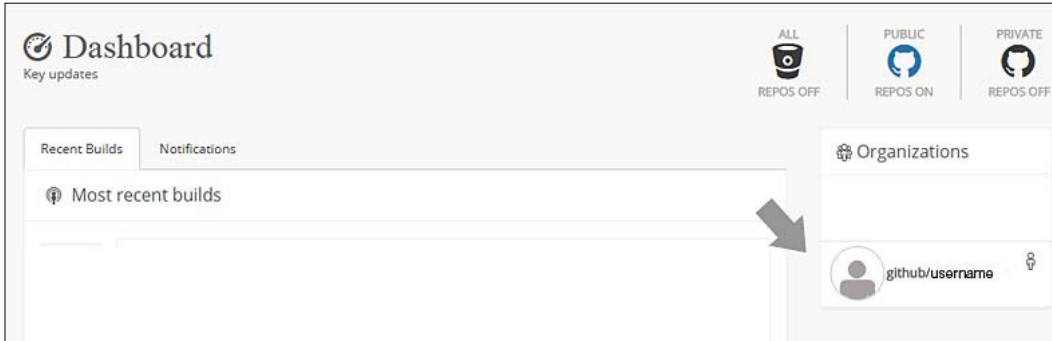 Dashboard
Key updates
ALL
REPOS OFF
PUBLIC
REPOS ON
PRIVATE
REPOS OFF
Recent Builds
Notifications
Most recent builds
Organizations
github/username